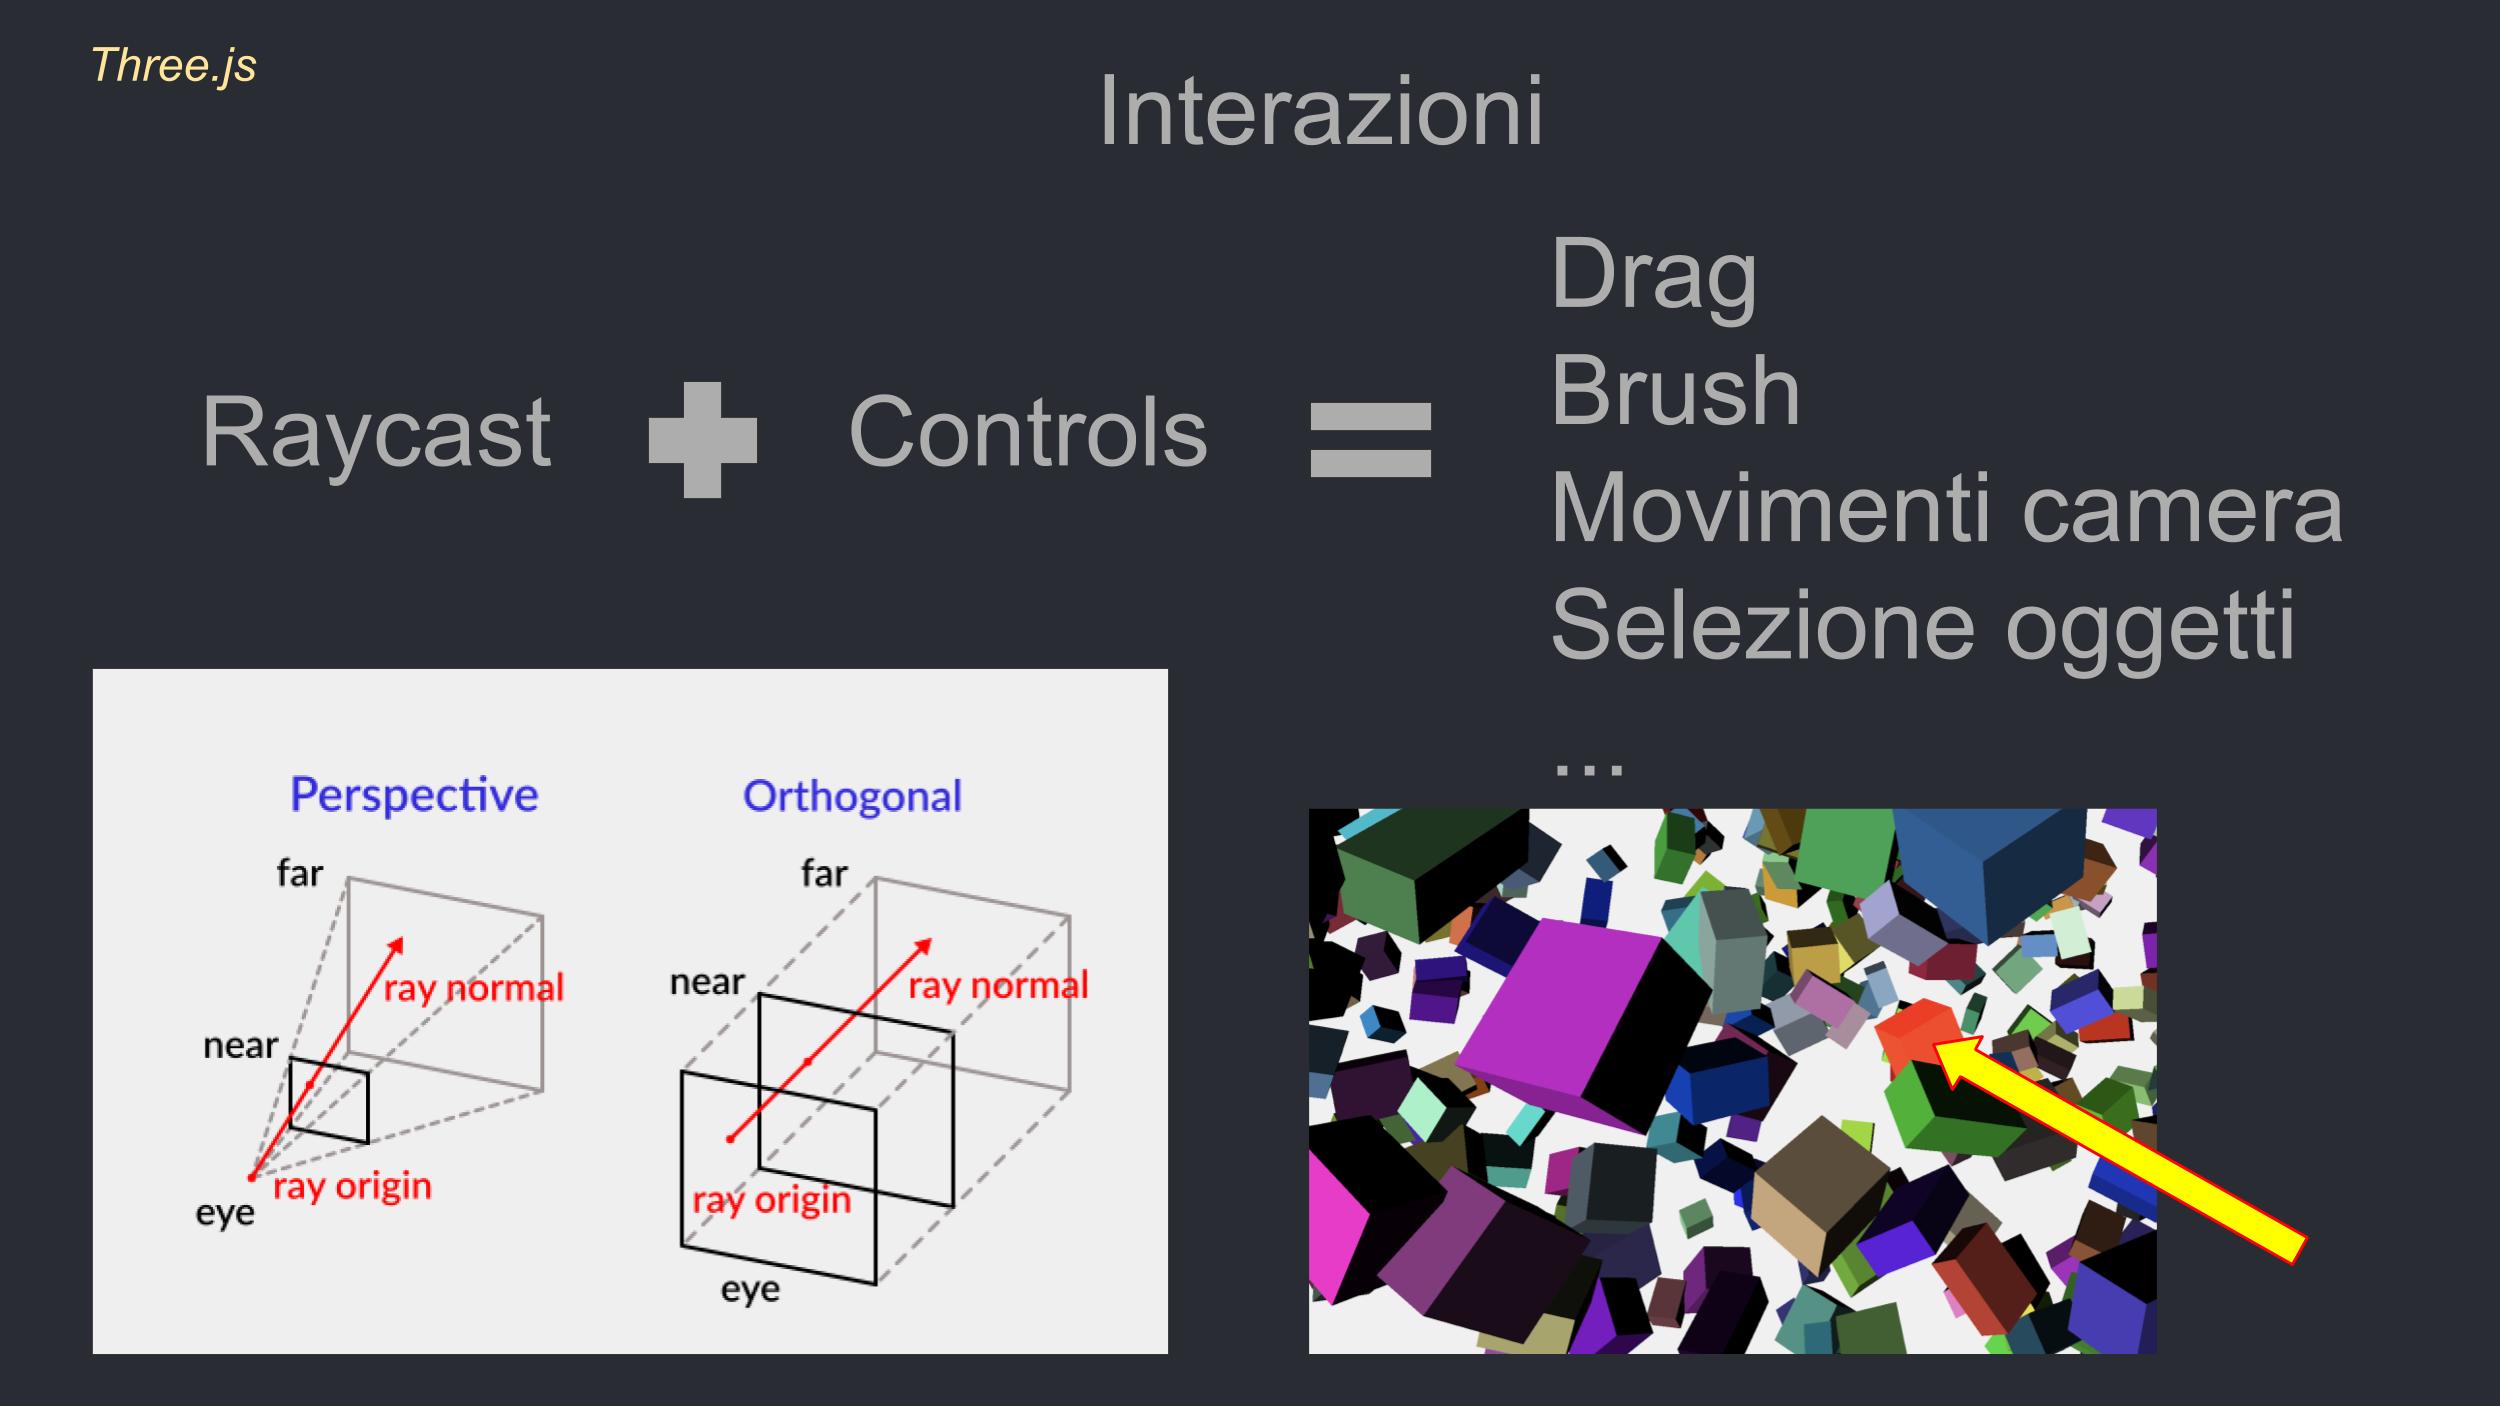 Three.js
Interazioni
Raycast + Controls =
Drag
Brush
Movimenti camera
Selezione oggetti
...
Perspective
far
ray normal
near
ray origin
eye
Orthogonal
far
near
ray normal
ray origin
eye